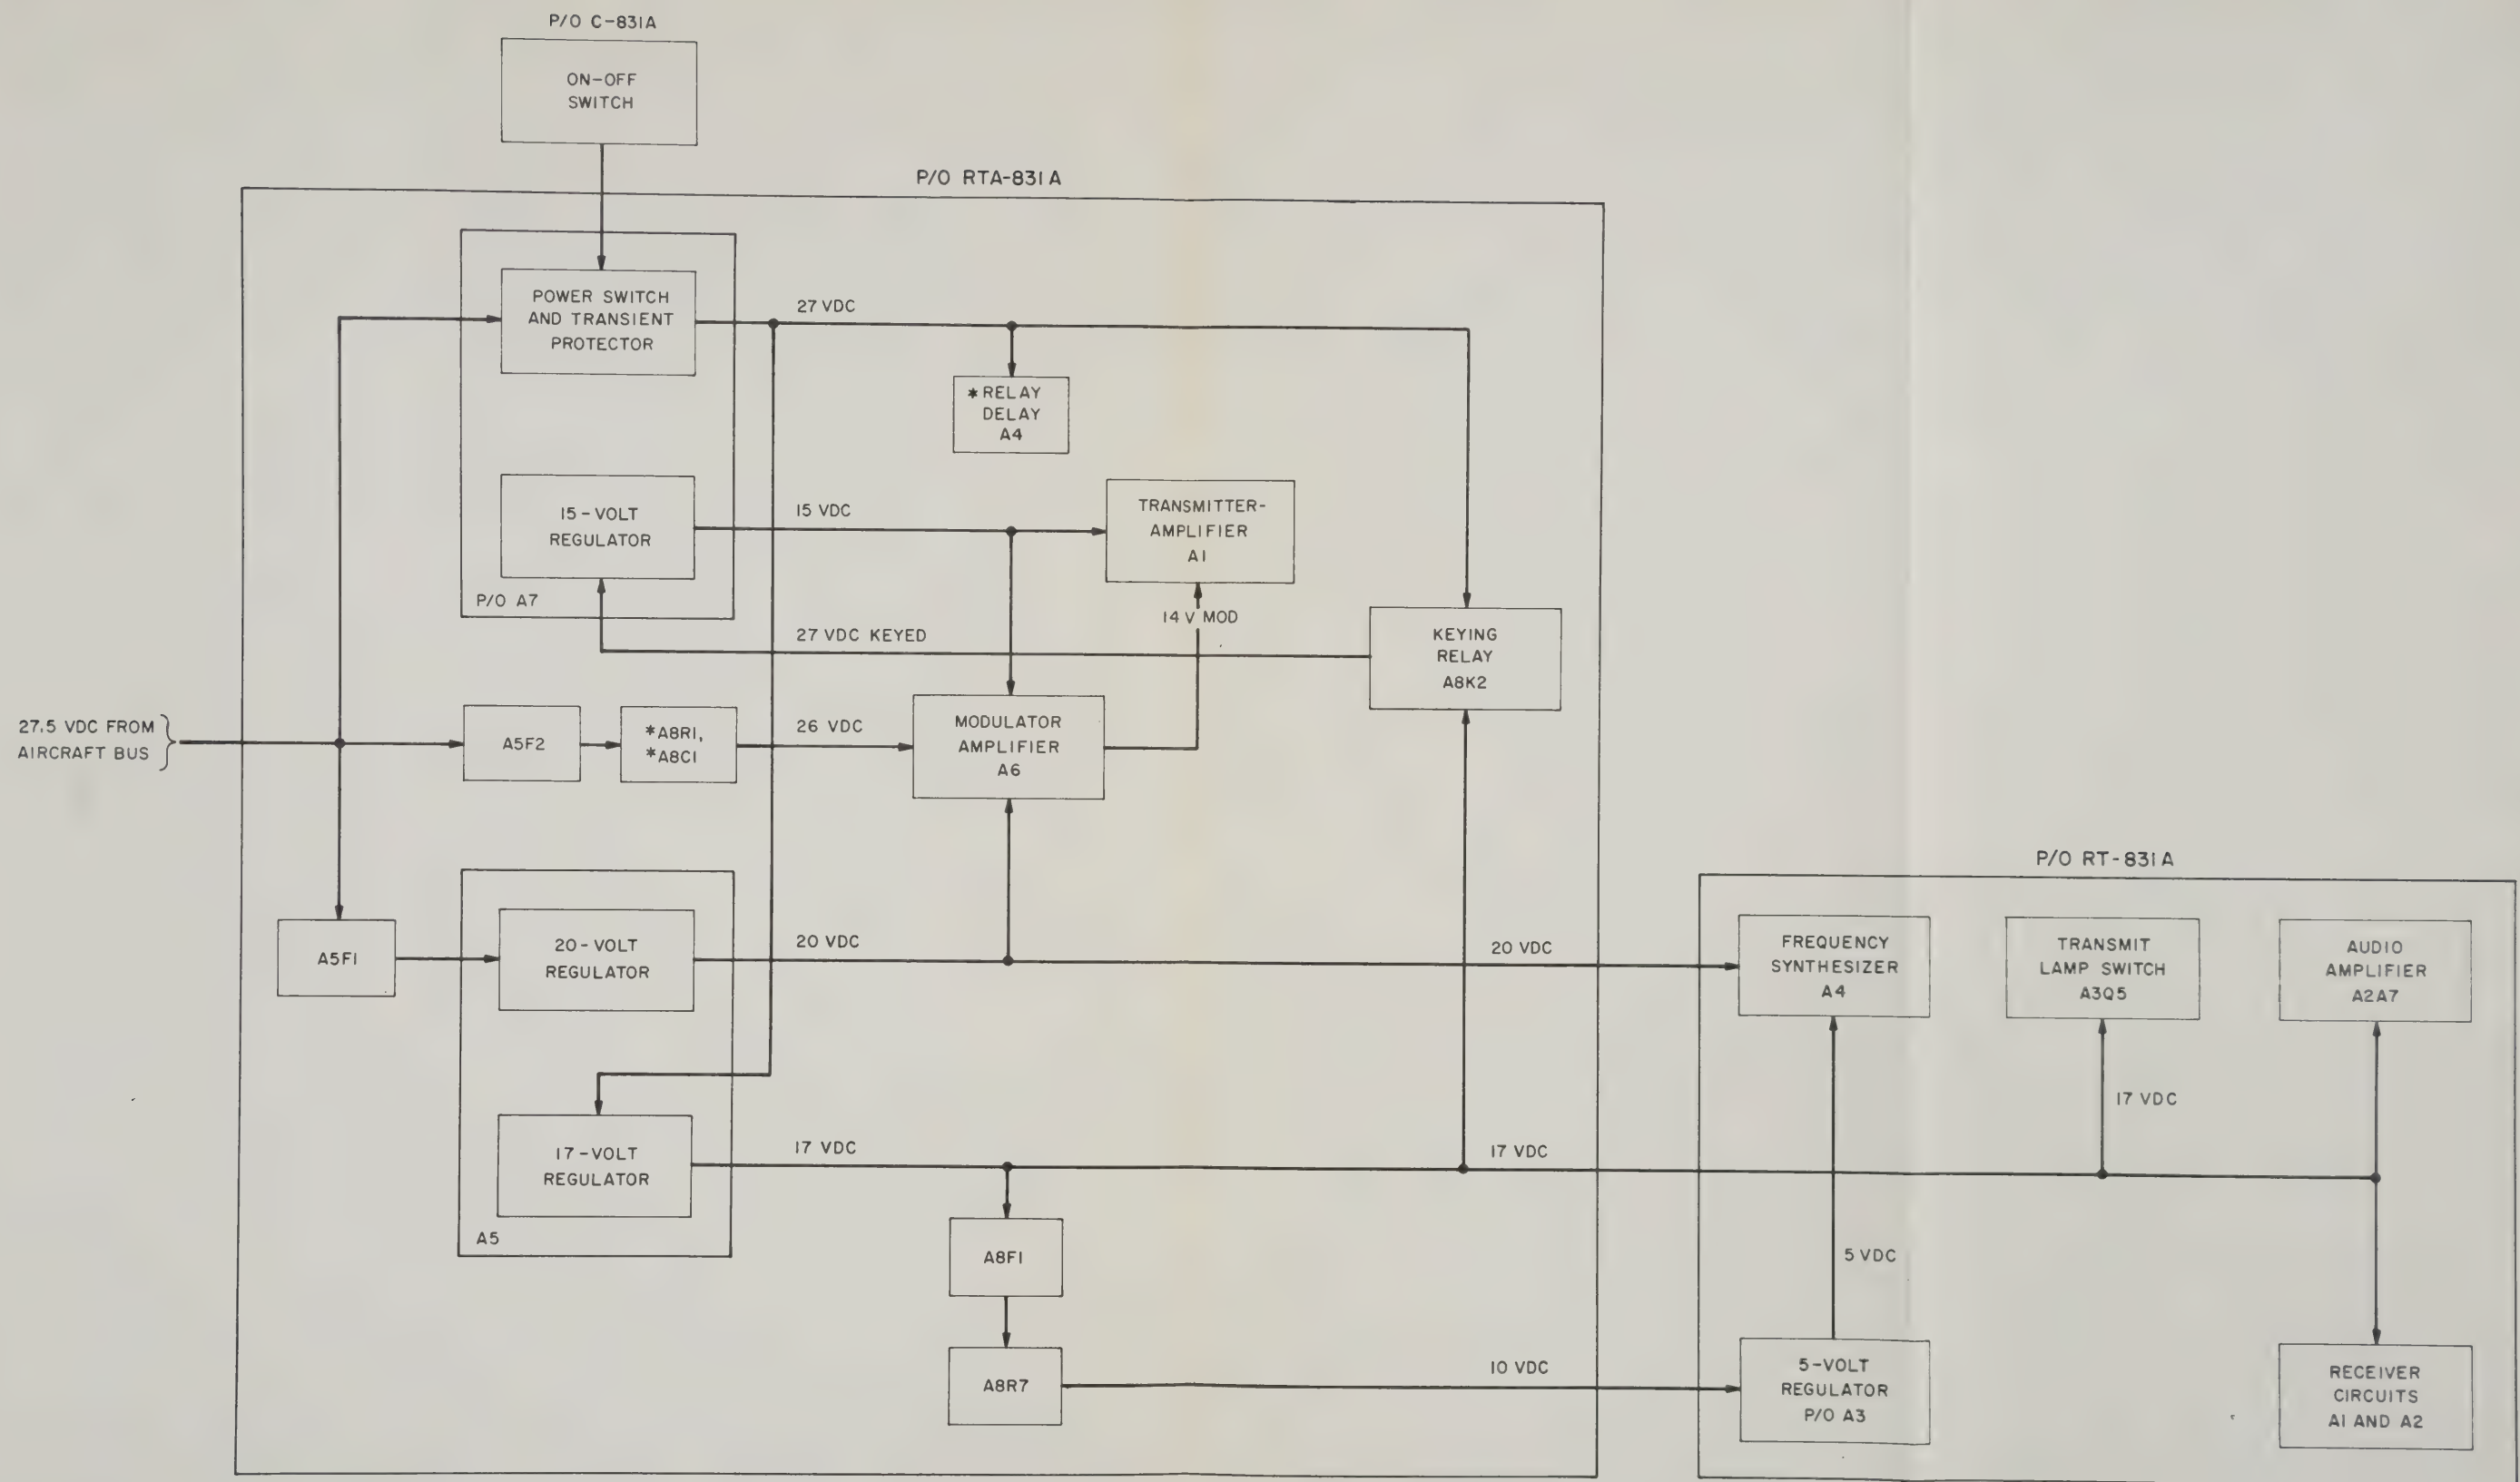 P/O C-831A
ON-OFF
SWITCH
P/O RTA-831A
POWER SWITCH
AND TRANSIENT
PROTECTOR
27 VDC
*RELAY
DELAY
A4
15-VOLT
REGULATOR
P/O A7
15 VDC
TRANSMITTER-
AMPLIFIER
A1
14 V MOD
27 VDC KEYED
KEYING
RELAY
A8K2
27.5 VDC FROM
AIRCRAFT BUS
A5F2
*A8R1,
*A8C1
26 VDC
MODULATOR
AMPLIFIER
A6
A5F1
20-VOLT
REGULATOR
20 VDC
20 VDC
17-VOLT
REGULATOR
A5
17 VDC
17 VDC
A8F1
A8R7
10 VDC
P/O RT-831A
FREQUENCY
SYNTHESIZER
A4
TRANSMIT
LAMP SWITCH
A3Q5
AUDIO
AMPLIFIER
A2A7
17 VDC
5 VDC
5-VOLT
REGULATOR
P/O A3
RECEIVER
CIRCUITS
A1 AND A2